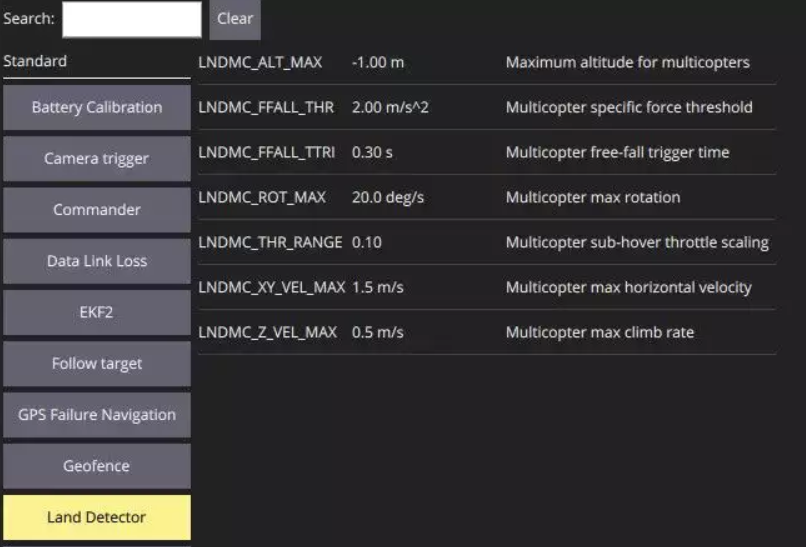 Search: Clear
Standard
Battery Calibration
Camera trigger
Commander
Data Link Loss
EKF2
Follow target
GPS Failure Navigation
Geofence
Land Detector
LNDMC_ALT_MAX -1.00 m Maximum altitude for multicopters
LNDMC_FFALL_THR 2.00 m/s^2 Multicopter specific force threshold
LNDMC_FFALL_TTRI 0.30 s Multicopter free-fall trigger time
LNDMC_ROT_MAX 20.0 deg/s Multicopter max rotation
LNDMC_THR_RANGE 0.10 Multicopter sub-hover throttle scaling
LNDMC_XY_VEL_MAX 1.5 m/s Multicopter max horizontal velocity
LNDMC_Z_VEL_MAX 0.5 m/s Multicopter max climb rate